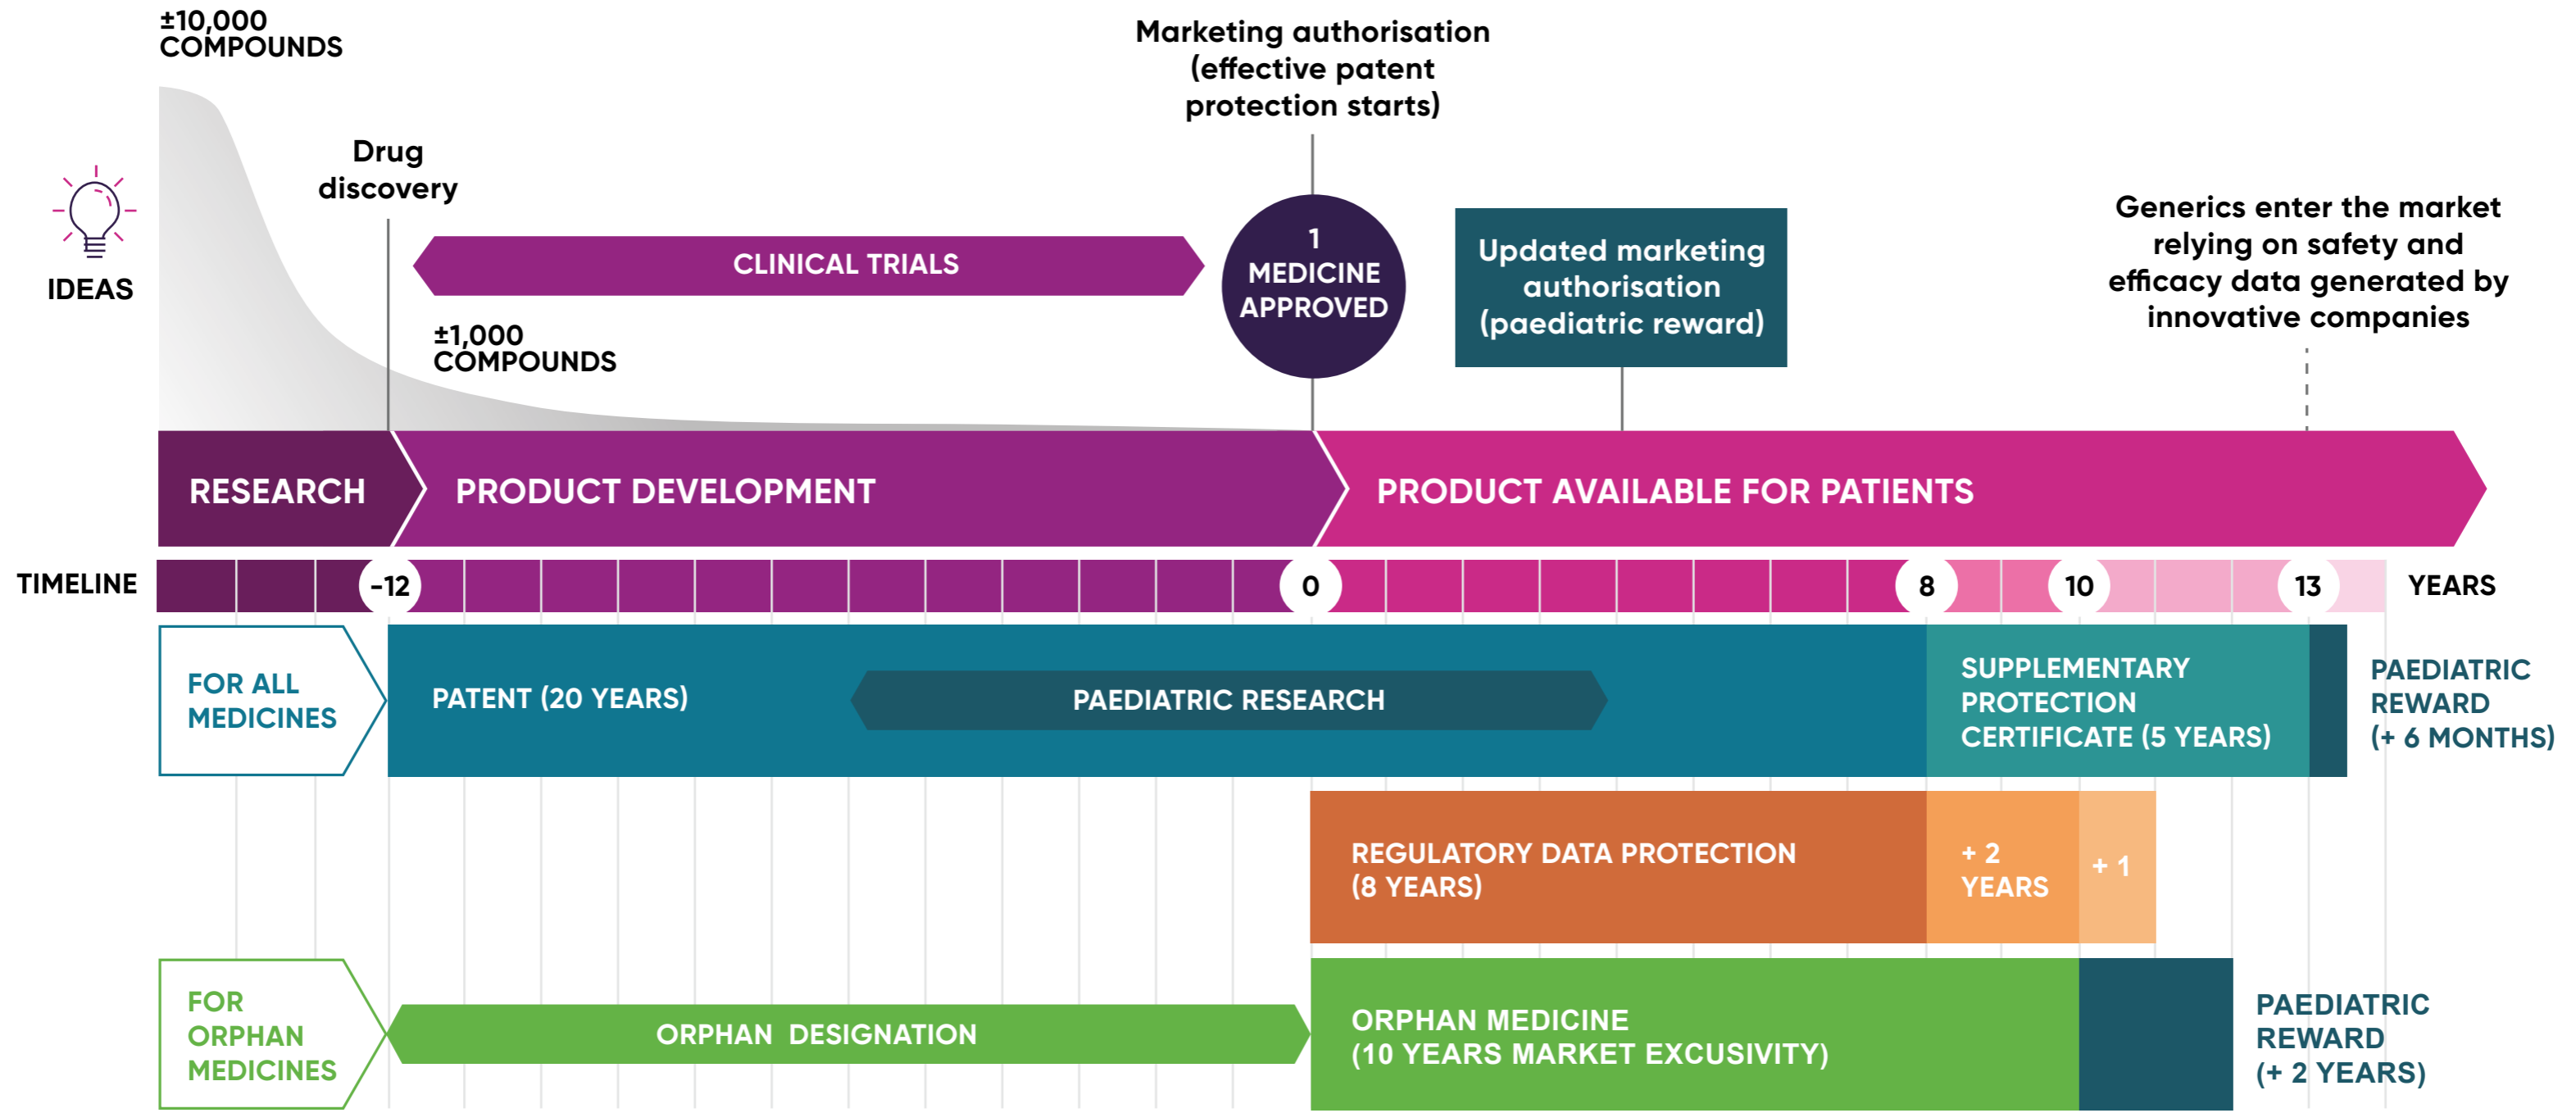 ±10,000
COMPOUNDS
Marketing authorisation
(effective patent
protection starts)
Drug
discovery
IDEAS
CLINICAL TRIALS
±1,000
COMPOUNDS
1
MEDICINE
APPROVED
Updated marketing
authorisation
(paediatric reward)
Generics enter the market
relying on safety and
efficacy data generated by
innovative companies
RESEARCH
PRODUCT DEVELOPMENT
PRODUCT AVAILABLE FOR PATIENTS
TIMELINE
-12
0
8
10
13
YEARS
FOR ALL
MEDICINES
PATENT (20 YEARS)
PAEDIATRIC RESEARCH
SUPPLEMENTARY
PROTECTION
CERTIFICATE (5 YEARS)
PAEDIATRIC
REWARD
(+ 6 MONTHS)
REGULATORY DATA PROTECTION
(8 YEARS)
+ 2
YEARS
+ 1
FOR
ORPHAN
MEDICINES
ORPHAN DESIGNATION
ORPHAN MEDICINE
(10 YEARS MARKET EXCUSIVITY)
PAEDIATRIC
REWARD
(+ 2 YEARS)